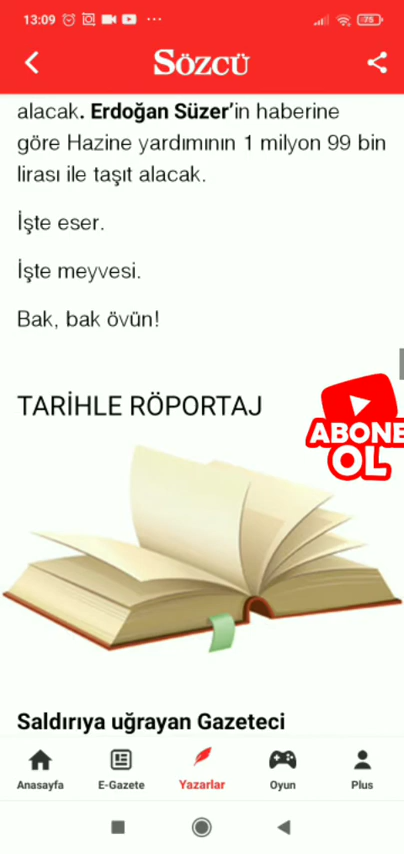 13:09
75
SÖZCÜ
alacak. Erdoğan Süzer'in haberine
göre Hazine yardımının 1 milyon 99 bin
lirası ile taşıt alacak.
İşte eser.
İşte meyvesi.
Bak, bak övün!
TARİHLE RÖPORTAJ
ABONE
OL
Saldırıya uğrayan Gazeteci
Anasayfa
E-Gazete
Yazarlar
Oyun
Plus